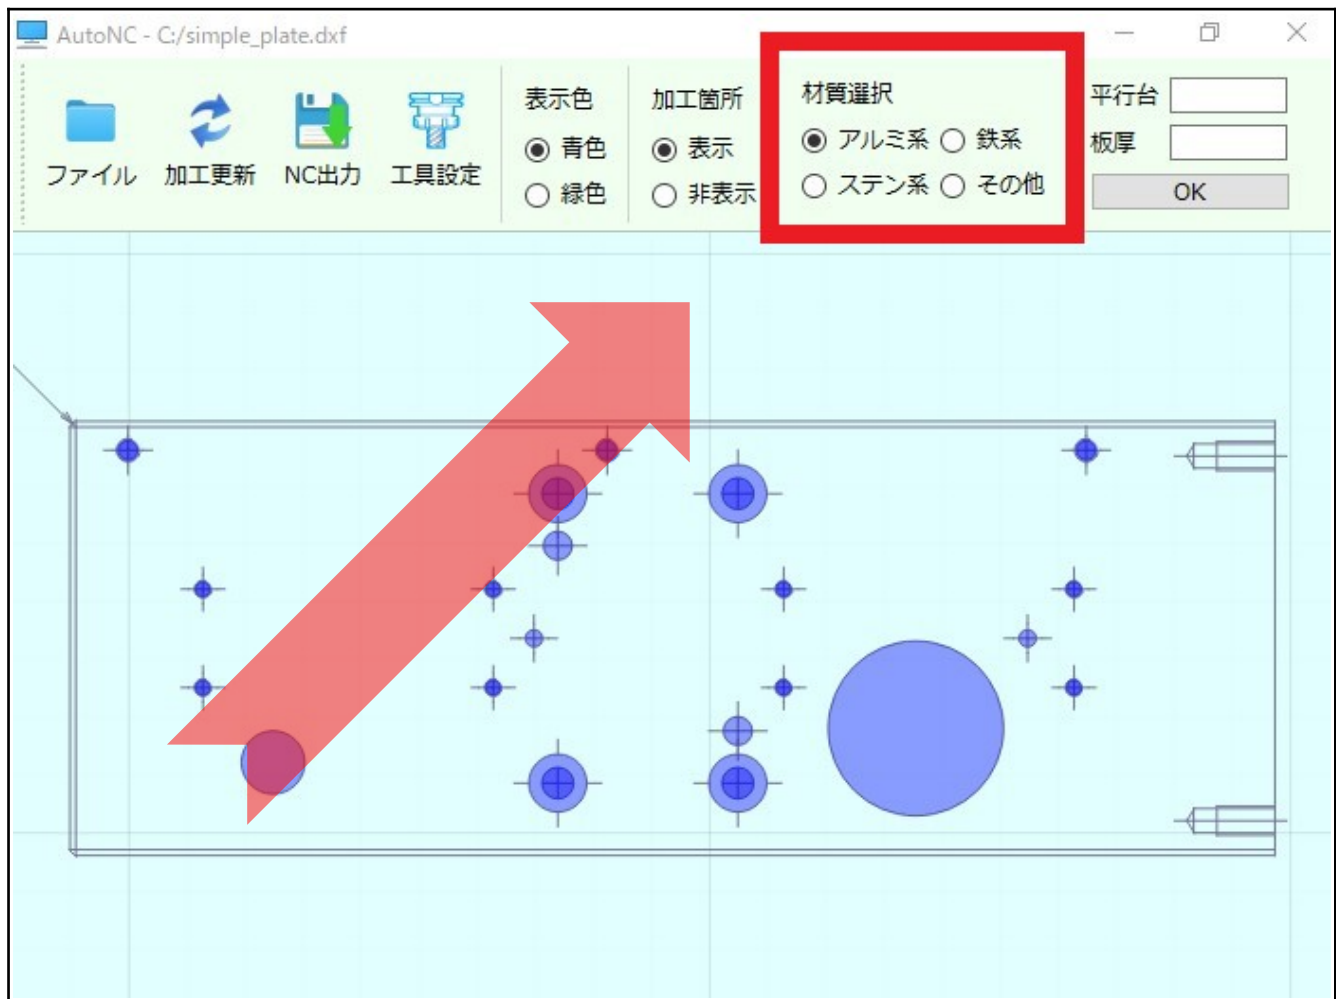 AutoNC - C:/simple_plate.dxf
ファイル
加工更新
NC出力
工具設定
表示色
青色
緑色
加工箇所
表示
非表示
材質選択
アルミ系 鉄系
ステン系 その他
平行台
板厚
OK